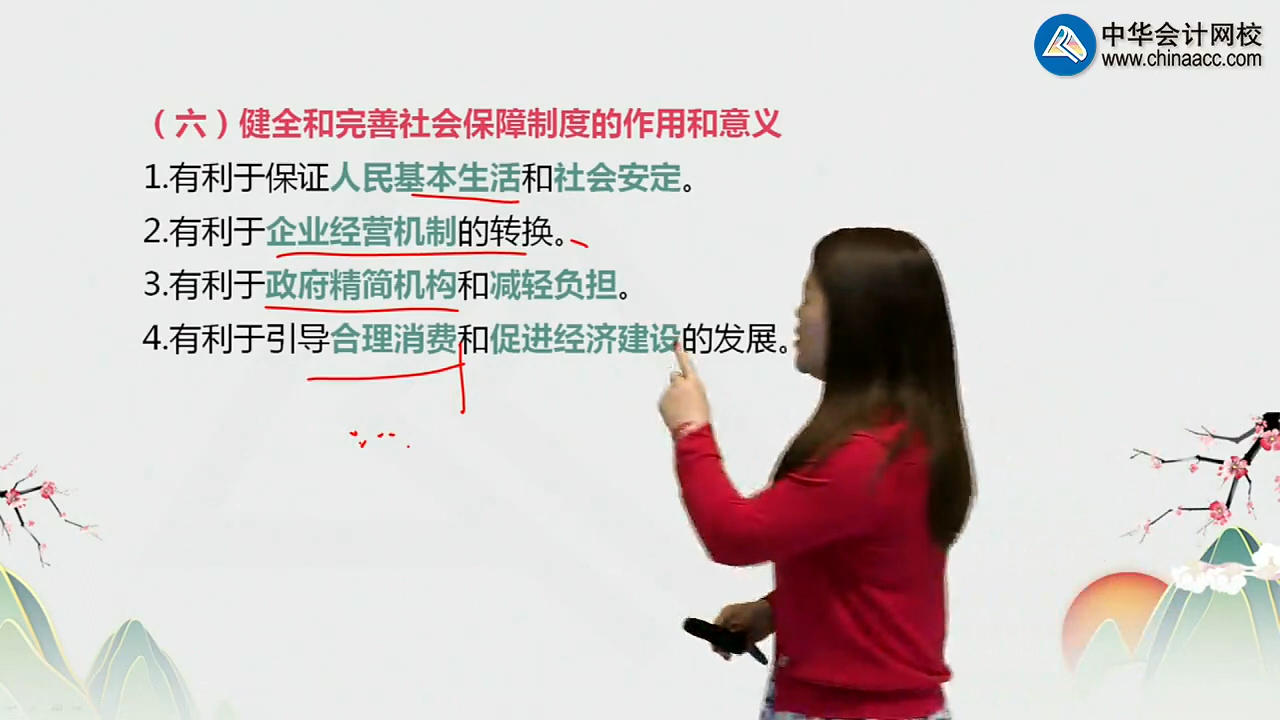 中华会计网校
www.chinaacc.com
（六）健全和完善社会保障制度的作用和意义
1.有利于保证人民基本生活和社会安定。
2.有利于企业经营机制的转换。
3.有利于政府精简机构和减轻负担。
4.有利于引导合理消费和促进经济建设的发展。